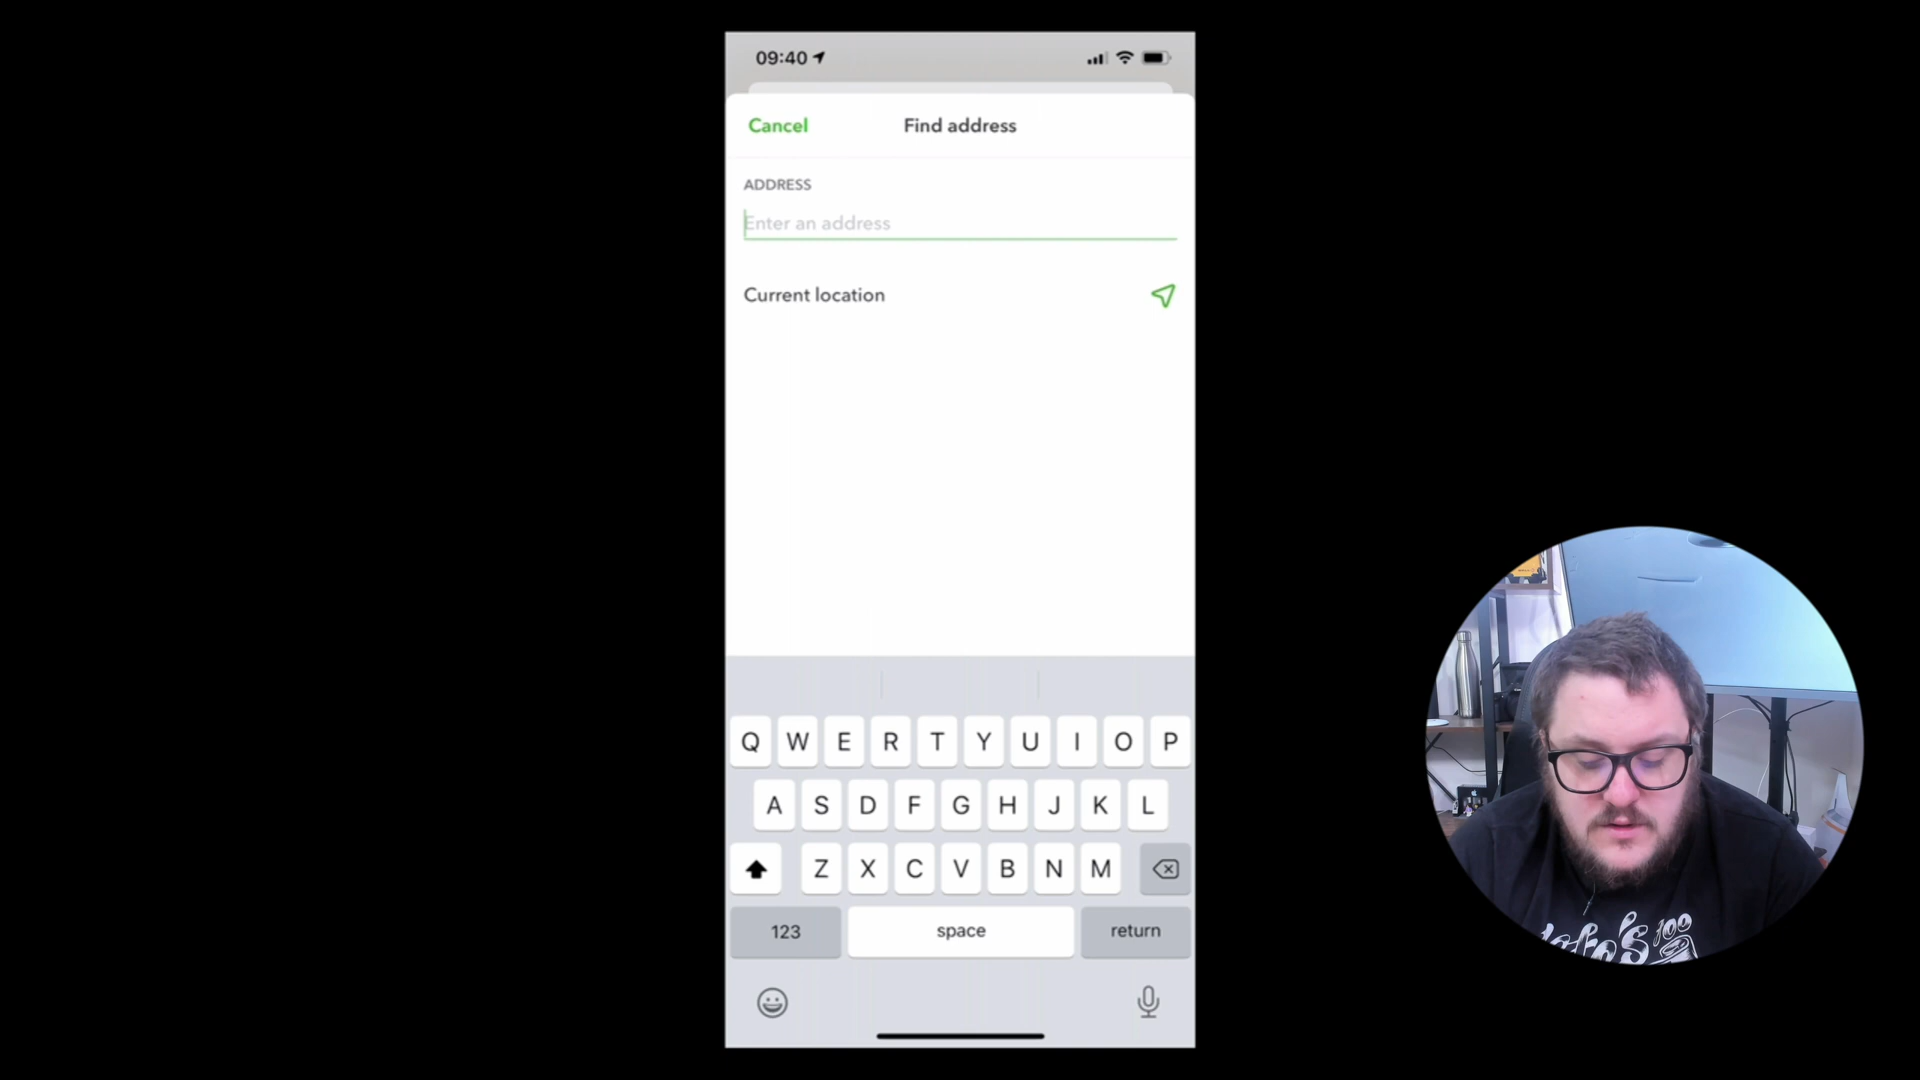 09:40
Cancel
Find address
ADDRESS
Enter an address
Current location
Q W E R T Y U I O P
A S D F G H J K L
Z X C V B N M
123
space
return